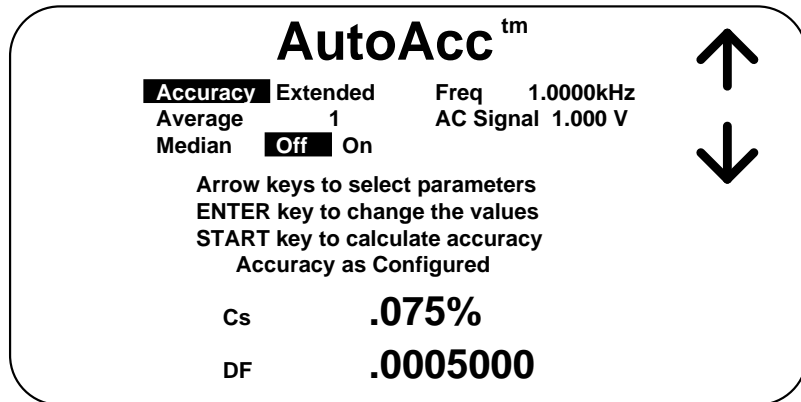 AutoAcc tm
Accuracy Extended Freq 1.0000kHz
Average 1 AC Signal 1.000 V
Median Off On
Arrow keys to select parameters
ENTER key to change the values
START key to calculate accuracy
Accuracy as Configured
Cs .075%
DF .0005000